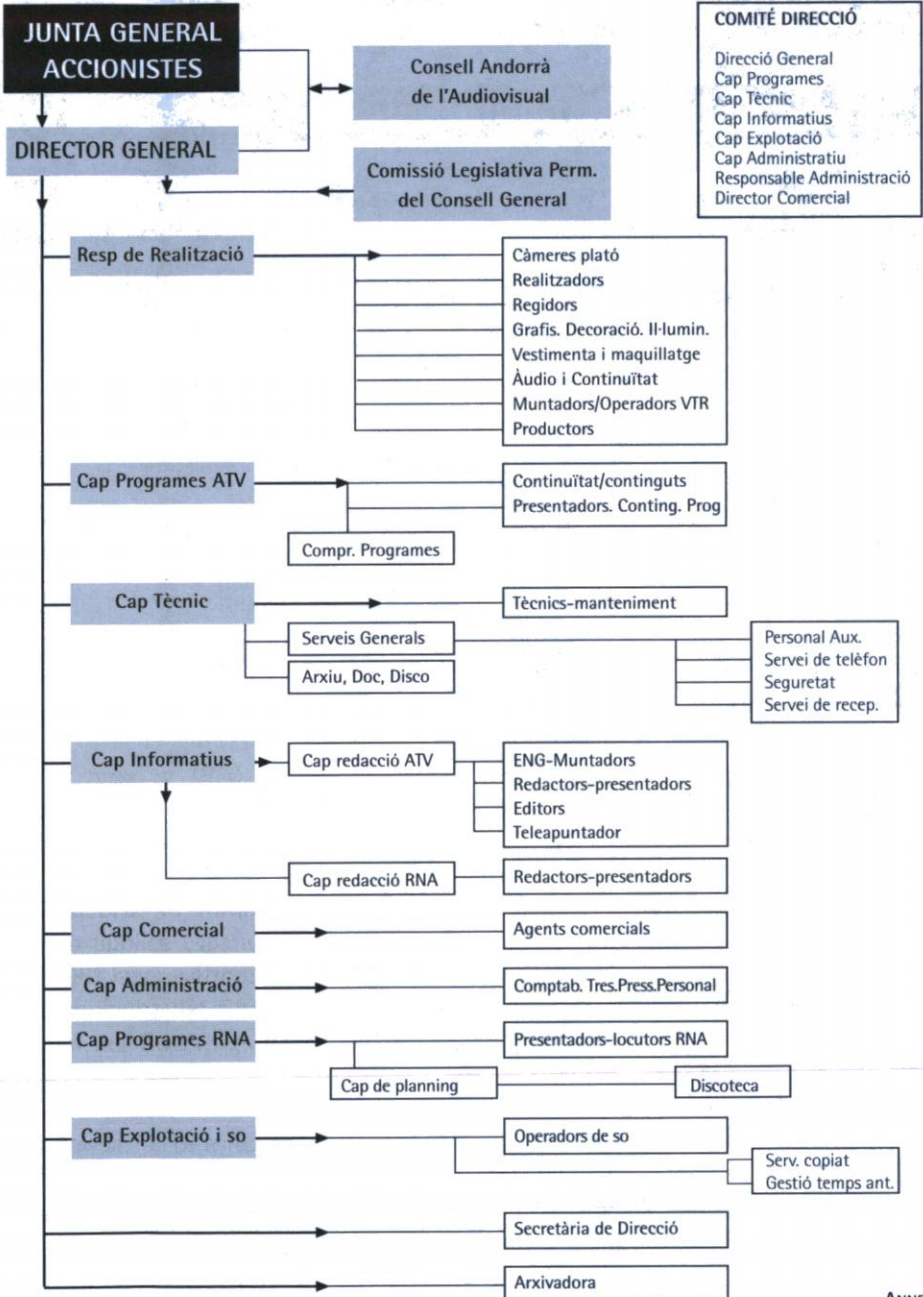 JUNTA GENERAL
ACCIONISTES
COMITÉ DIRECCIÓ
Direcció General
Cap Programes
Cap Tècnic
Cap Informatius
Cap Explotació
Cap Administratiu
Responsable Administració
Director Comercial
Consell Andorrà
de l'Audiovisual
DIRECTOR GENERAL
Comissió Legislativa Perm.
del Consell General
Resp de Realització
Càmeres plató
Realitzadors
Regidors
Grafis. Decoració. Il·lumin.
Vestimenta i maquillatge
Àudio i Continuïtat
Muntadors/Operadors VTR
Productors
Cap Programes ATV
Continuïtat/continguts
Presentadors. Conting. Prog
Compr. Programes
Cap Tècnic
Tècnics-manteniment
Serveis Generals
Arxiu, Doc, Disco
Personal Aux.
Servei de telèfon
Seguretat
Servei de recep.
Cap Informatius
Cap redacció ATV
ENG-Muntadors
Redactors-presentadors
Editors
Teleapuntador
Cap redacció RNA
Redactors-presentadors
Cap Comercial
Agents comercials
Cap Administració
Comptab. Tres.Press.Personal
Cap Programes RNA
Presentadors-locutors RNA
Cap de planning
Discoteca
Cap Explotació i so
Operadors de so
Serv. copiat
Gestió temps ant.
Secretària de Direcció
Arxivadora